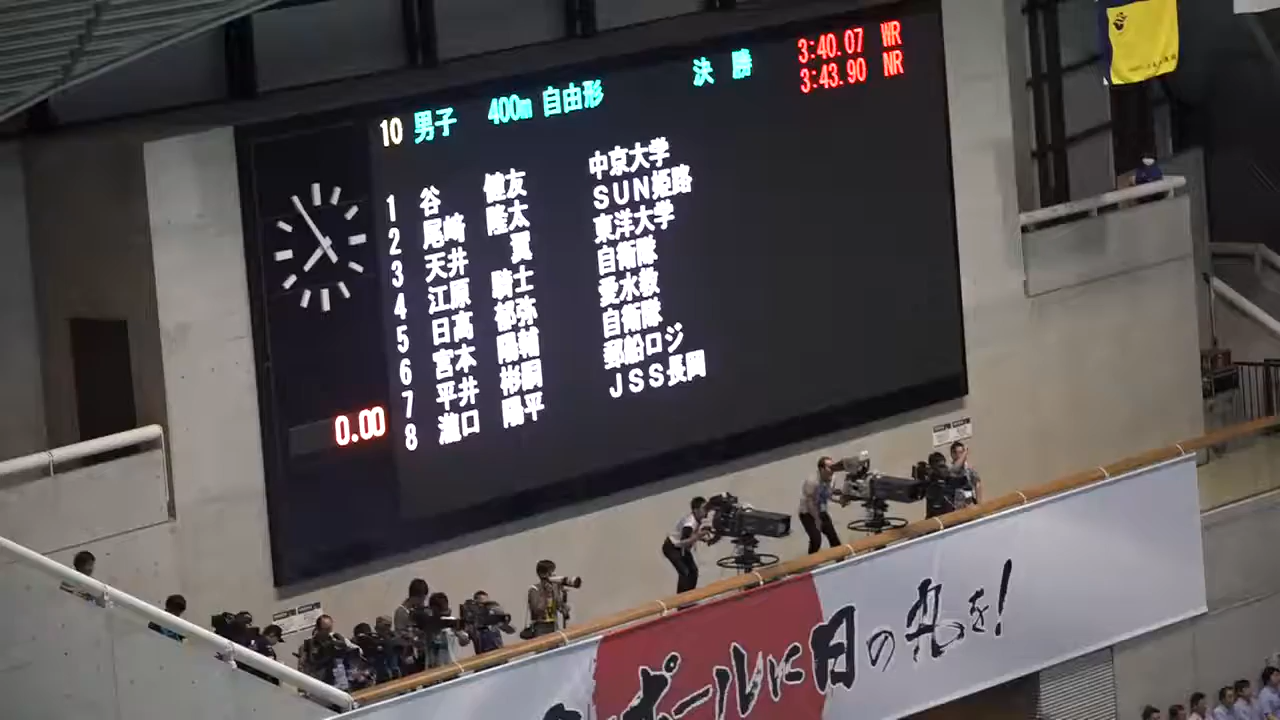 10 男子 400m 自由形 決勝 3:40.07 WR
3:43.90 NR
1 谷 健友 中京大学
2 尾崎 隆太 SUN姫路
3 天井 翼 東洋大学
4 江原 騎士 自衛隊
5 日高 郁弥 愛水教
6 宮本 陽輔 自衛隊
7 平井 彬嗣 郵船ロジ
8 瀧口 陽平 JSS長岡
0.00
ポールに日の丸を!